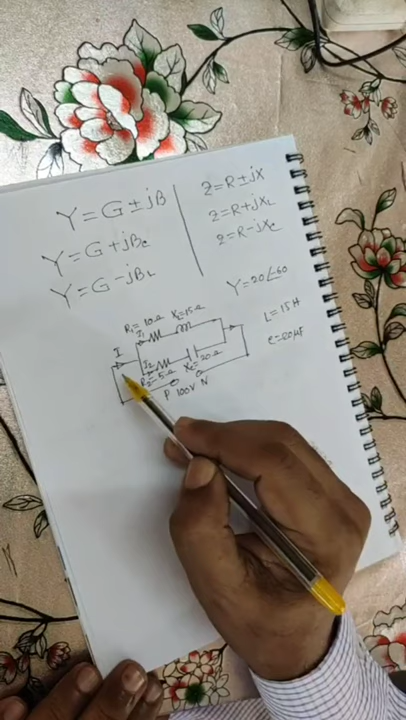 Y = G ± jB
Y = G + jBc
Y = G - jBL
Z = R ± jX
Z = R + jXL
Z = R - jXc
Y = 20∠60
L = 15H
C = 20μF
R₁ = 10Ω XL = 15Ω
I₁
I
I₂
R₂ = 5Ω Xc = 20Ω
P 100V N